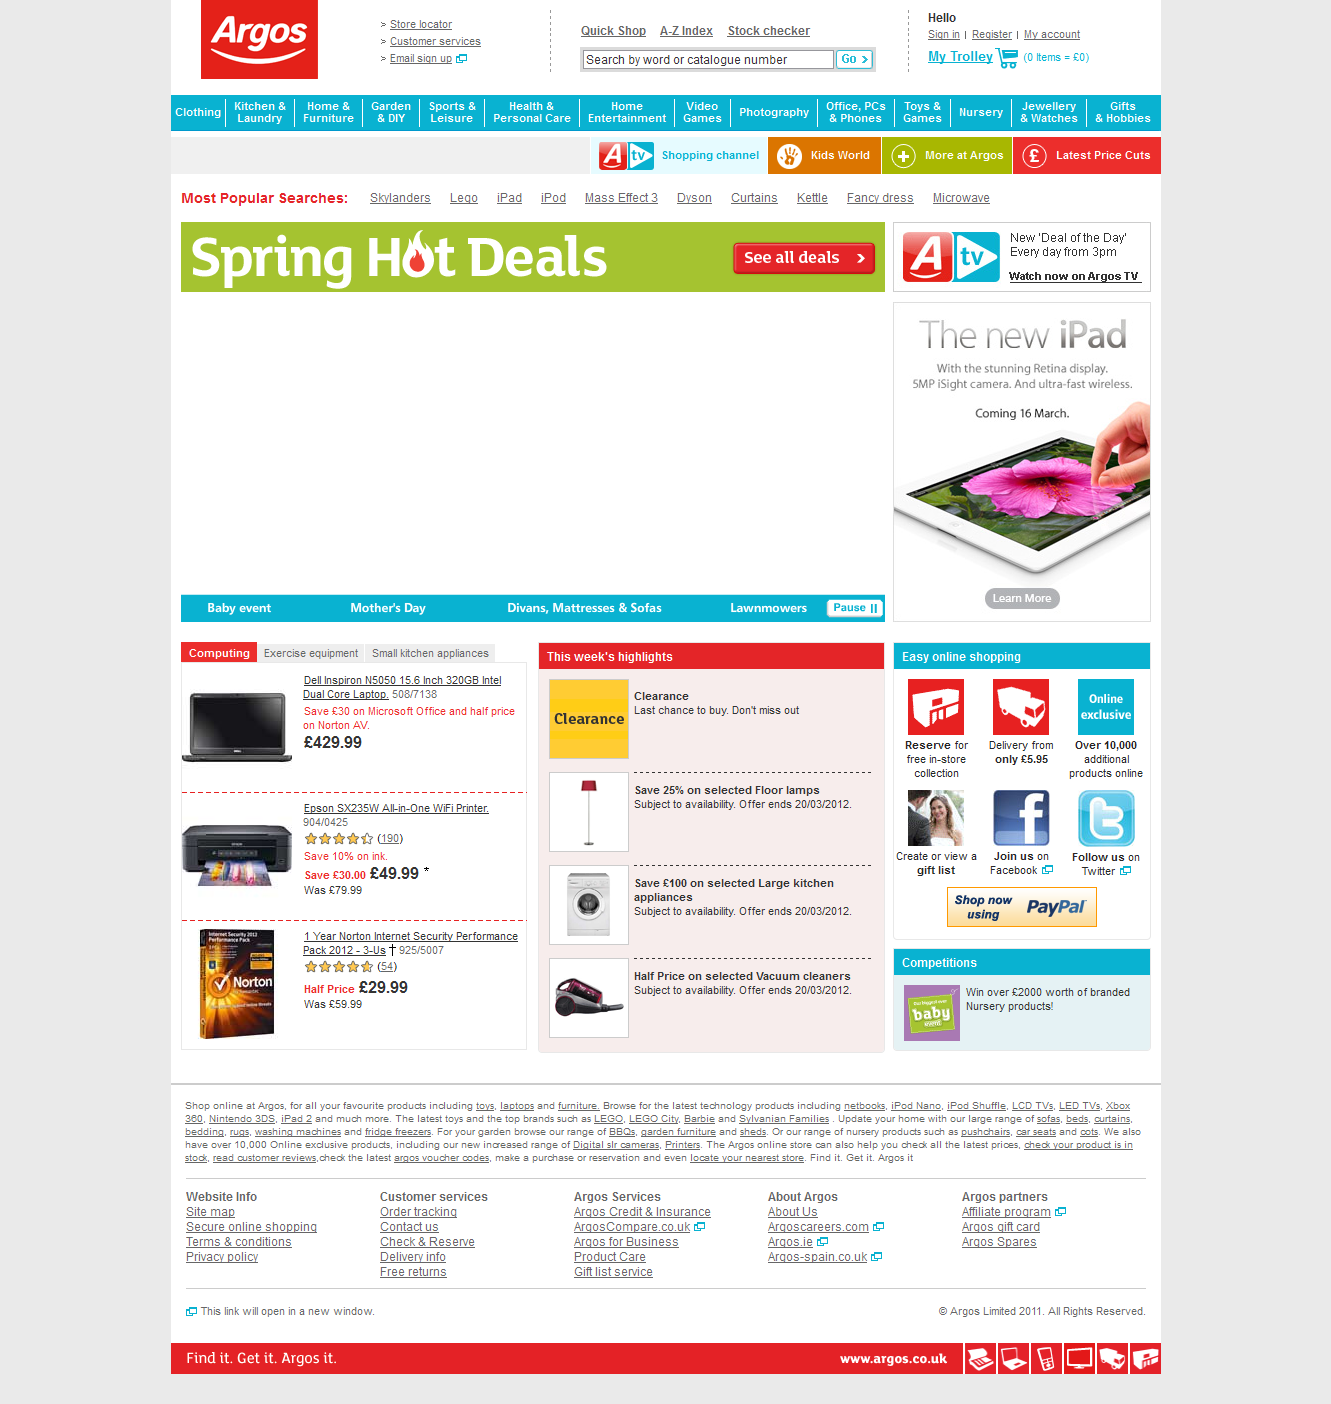 Argos
Store locator
Customer services
Email sign up
Quick Shop A-Z Index Stock checker
Search by word or catalogue number Go
Hello
Sign in | Register | My account
My Trolley (0 Items = £0)
Clothing
Kitchen &
Laundry
Home &
Furniture
Garden
& DIY
Sports &
Leisure
Health &
Personal Care
Home
Entertainment
Video
Games
Photography
Office, PCs
& Phones
Toys &
Games
Nursery
Jewellery
& Watches
Gifts
& Hobbies
A tv Shopping channel
Kids World
More at Argos
£ Latest Price Cuts
Most Popular Searches: Skylanders Lego iPad iPod Mass Effect 3 Dyson Curtains Kettle Fancy dress Microwave
Spring Hot Deals
See all deals
A tv
New 'Deal of the Day'
Every day from 3pm
Watch now on Argos TV
The new iPad
With the stunning Retina display.
5MP iSight camera. And ultra-fast wireless.
Coming 16 March.
Learn More
Baby event Mother's Day Divans, Mattresses & Sofas Lawnmowers Pause
Computing Exercise equipment Small kitchen appliances
Dell Inspiron N5050 15.6 Inch 320GB Intel
Dual Core Laptop. 508/7138
Save £30 on Microsoft Office and half price
on Norton AV.
£429.99
Epson SX235W All-in-One WiFi Printer.
904/0425
(190)
Save 10% on ink.
Save £30.00 £49.99 *
Was £79.99
1 Year Norton Internet Security Performance
Pack 2012 - 3-Us † 925/5007
(54)
Half Price £29.99
Was £59.99
Internet Security 2012
Performance Pack
Norton
This week's highlights
Clearance
Clearance
Last chance to buy. Don't miss out
Save 25% on selected Floor lamps
Subject to availability. Offer ends 20/03/2012.
Save £100 on selected Large kitchen
appliances
Subject to availability. Offer ends 20/03/2012.
Half Price on selected Vacuum cleaners
Subject to availability. Offer ends 20/03/2012.
Easy online shopping
Reserve for
free in-store
collection
Delivery from
only £5.95
Online
exclusive
Over 10,000
additional
products online
Create or view a
gift list
Join us on
Facebook
Follow us on
Twitter
Shop now
using PayPal
Competitions
Our biggest ever
baby
event
Win over £2000 worth of branded
Nursery products!
Shop online at Argos, for all your favourite products including toys, laptops and furniture. Browse for the latest technology products including netbooks, iPod Nano, iPod Shuffle, LCD TVs, LED TVs, Xbox
360, Nintendo 3DS, iPad 2 and much more. The latest toys and the top brands such as LEGO, LEGO City, Barbie and Sylvanian Families . Update your home with our large range of sofas, beds, curtains,
bedding, rugs, washing machines and fridge freezers. For your garden browse our range of BBQs, garden furniture and sheds. Or our range of nursery products such as pushchairs, car seats and cots. We also
have over 10,000 Online exclusive products, including our new increased range of Digital slr cameras, Printers. The Argos online store can also help you check all the latest prices, check your product is in
stock, read customer reviews,check the latest argos voucher codes, make a purchase or reservation and even locate your nearest store. Find it. Get it. Argos it
Website Info
Site map
Secure online shopping
Terms & conditions
Privacy policy
Customer services
Order tracking
Contact us
Check & Reserve
Delivery info
Free returns
Argos Services
Argos Credit & Insurance
ArgosCompare.co.uk
Argos for Business
Product Care
Gift list service
About Argos
About Us
Argoscareers.com
Argos.ie
Argos-spain.co.uk
Argos partners
Affiliate program
Argos gift card
Argos Spares
This link will open in a new window.
© Argos Limited 2011. All Rights Reserved.
Find it. Get it. Argos it.
www.argos.co.uk